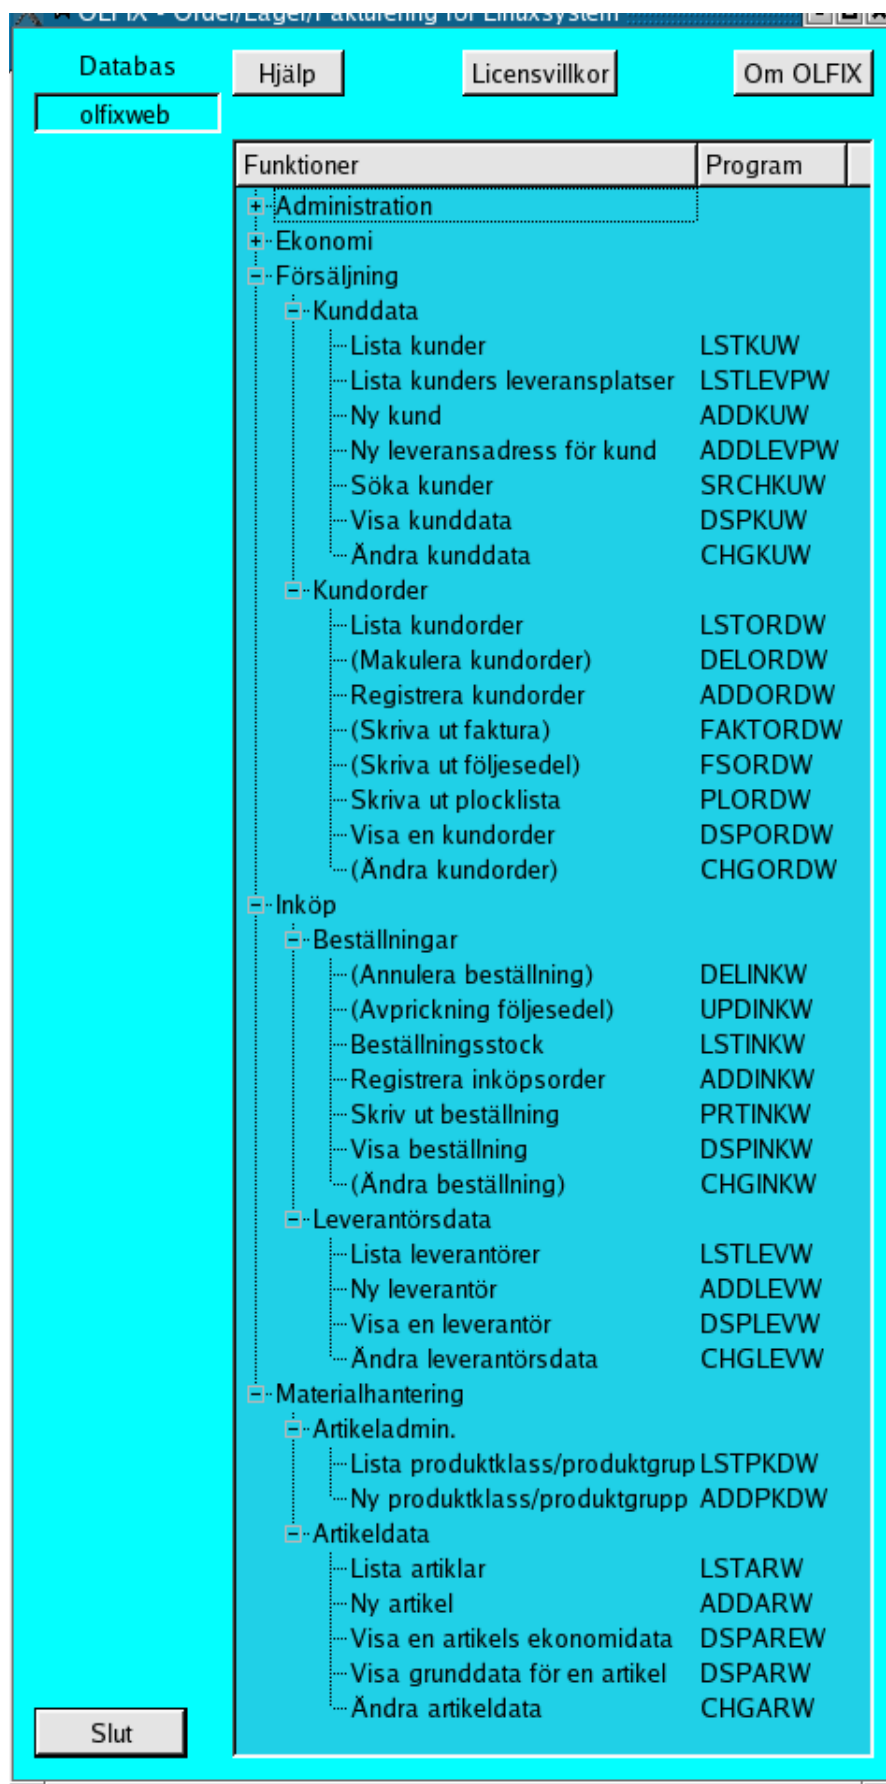 OLFIX - Order/Lager/Fakturering för Linuxsystem
Databas
olfixweb
Hjälp
Licensvillkor
Om OLFIX
Funktioner Program
Administration
Ekonomi
Försäljning
Kunddata
Lista kunder LSTKUW
Lista kunders leveransplatser LSTLEVPW
Ny kund ADDKUW
Ny leveransadress för kund ADDLEVPW
Söka kunder SRCHKUW
Visa kunddata DSPKUW
Ändra kunddata CHGKUW
Kundorder
Lista kundorder LSTORDW
(Makulera kundorder) DELORDW
Registrera kundorder ADDORDW
(Skriva ut faktura) FAKTORDW
(Skriva ut följesedel) FSORDW
Skriva ut plocklista PLORDW
Visa en kundorder DSPORDW
(Ändra kundorder) CHGORDW
Inköp
Beställningar
(Annulera beställning) DELINKW
(Avprickning följesedel) UPDINKW
Beställningsstock LSTINKW
Registrera inköpsorder ADDINKW
Skriv ut beställning PRTINKW
Visa beställning DSPINKW
(Ändra beställning) CHGINKW
Leverantörsdata
Lista leverantörer LSTLEVW
Ny leverantör ADDLEVW
Visa en leverantör DSPLEVW
Ändra leverantörsdata CHGLEVW
Materialhantering
Artikeladmin.
Lista produktklass/produktgrup LSTPKDW
Ny produktklass/produktgrupp ADDPKDW
Artikeldata
Lista artiklar LSTARW
Ny artikel ADDARW
Visa en artikels ekonomidata DSPAREW
Visa grunddata för en artikel DSPARW
Ändra artikeldata CHGARW
Slut